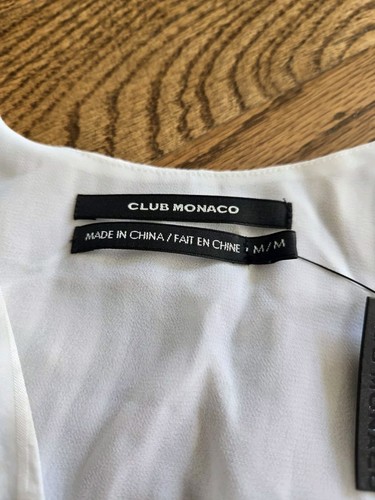 CLUB MONACO
MADE IN CHINA / FAIT EN CHINE • M/M